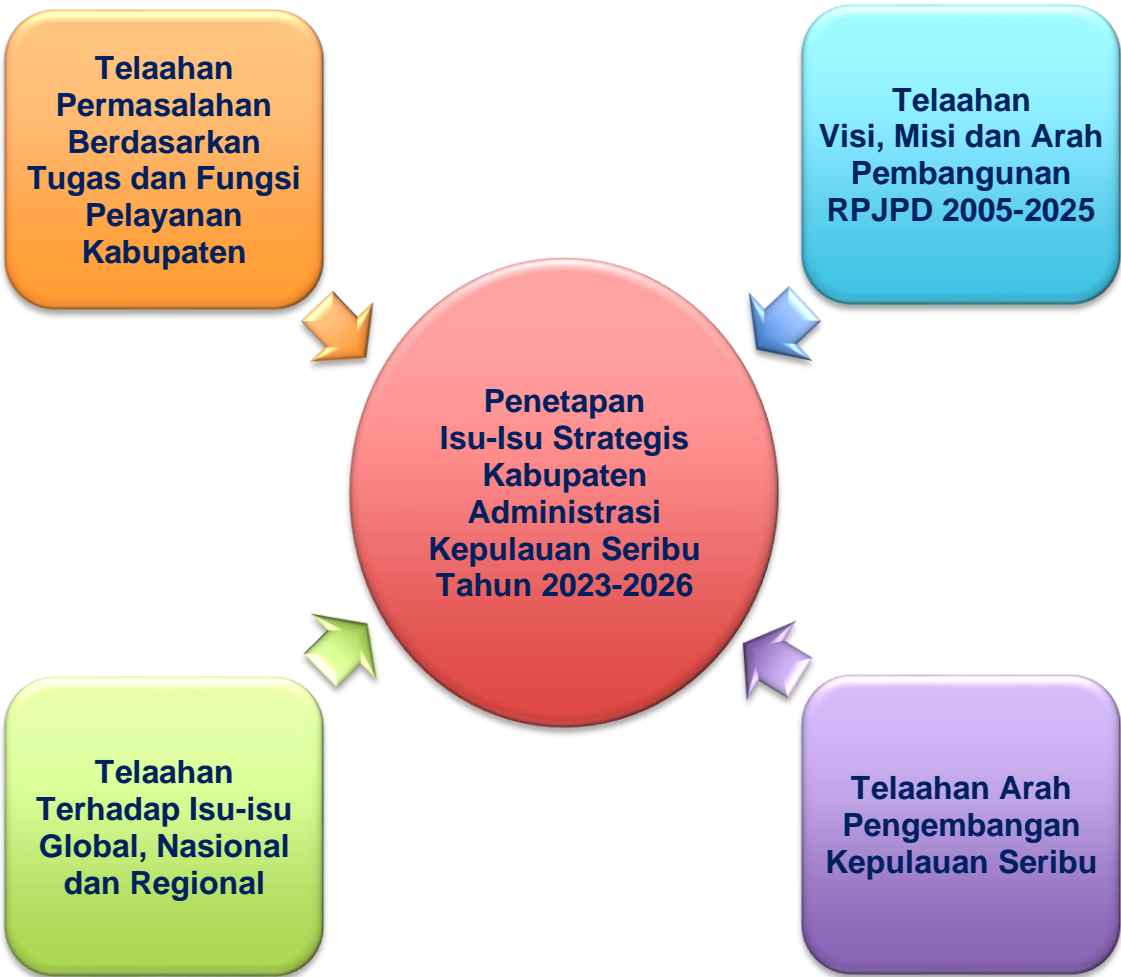 Telaahan
Permasalahan
Berdasarkan
Tugas dan Fungsi
Pelayanan
Kabupaten
Telaahan
Visi, Misi dan Arah
Pembangunan
RPJPD 2005-2025
Penetapan
Isu-Isu Strategis
Kabupaten
Administrasi
Kepulauan Seribu
Tahun 2023-2026
Telaahan
Terhadap Isu-isu
Global, Nasional
dan Regional
Telaahan Arah
Pengembangan
Kepulauan Seribu